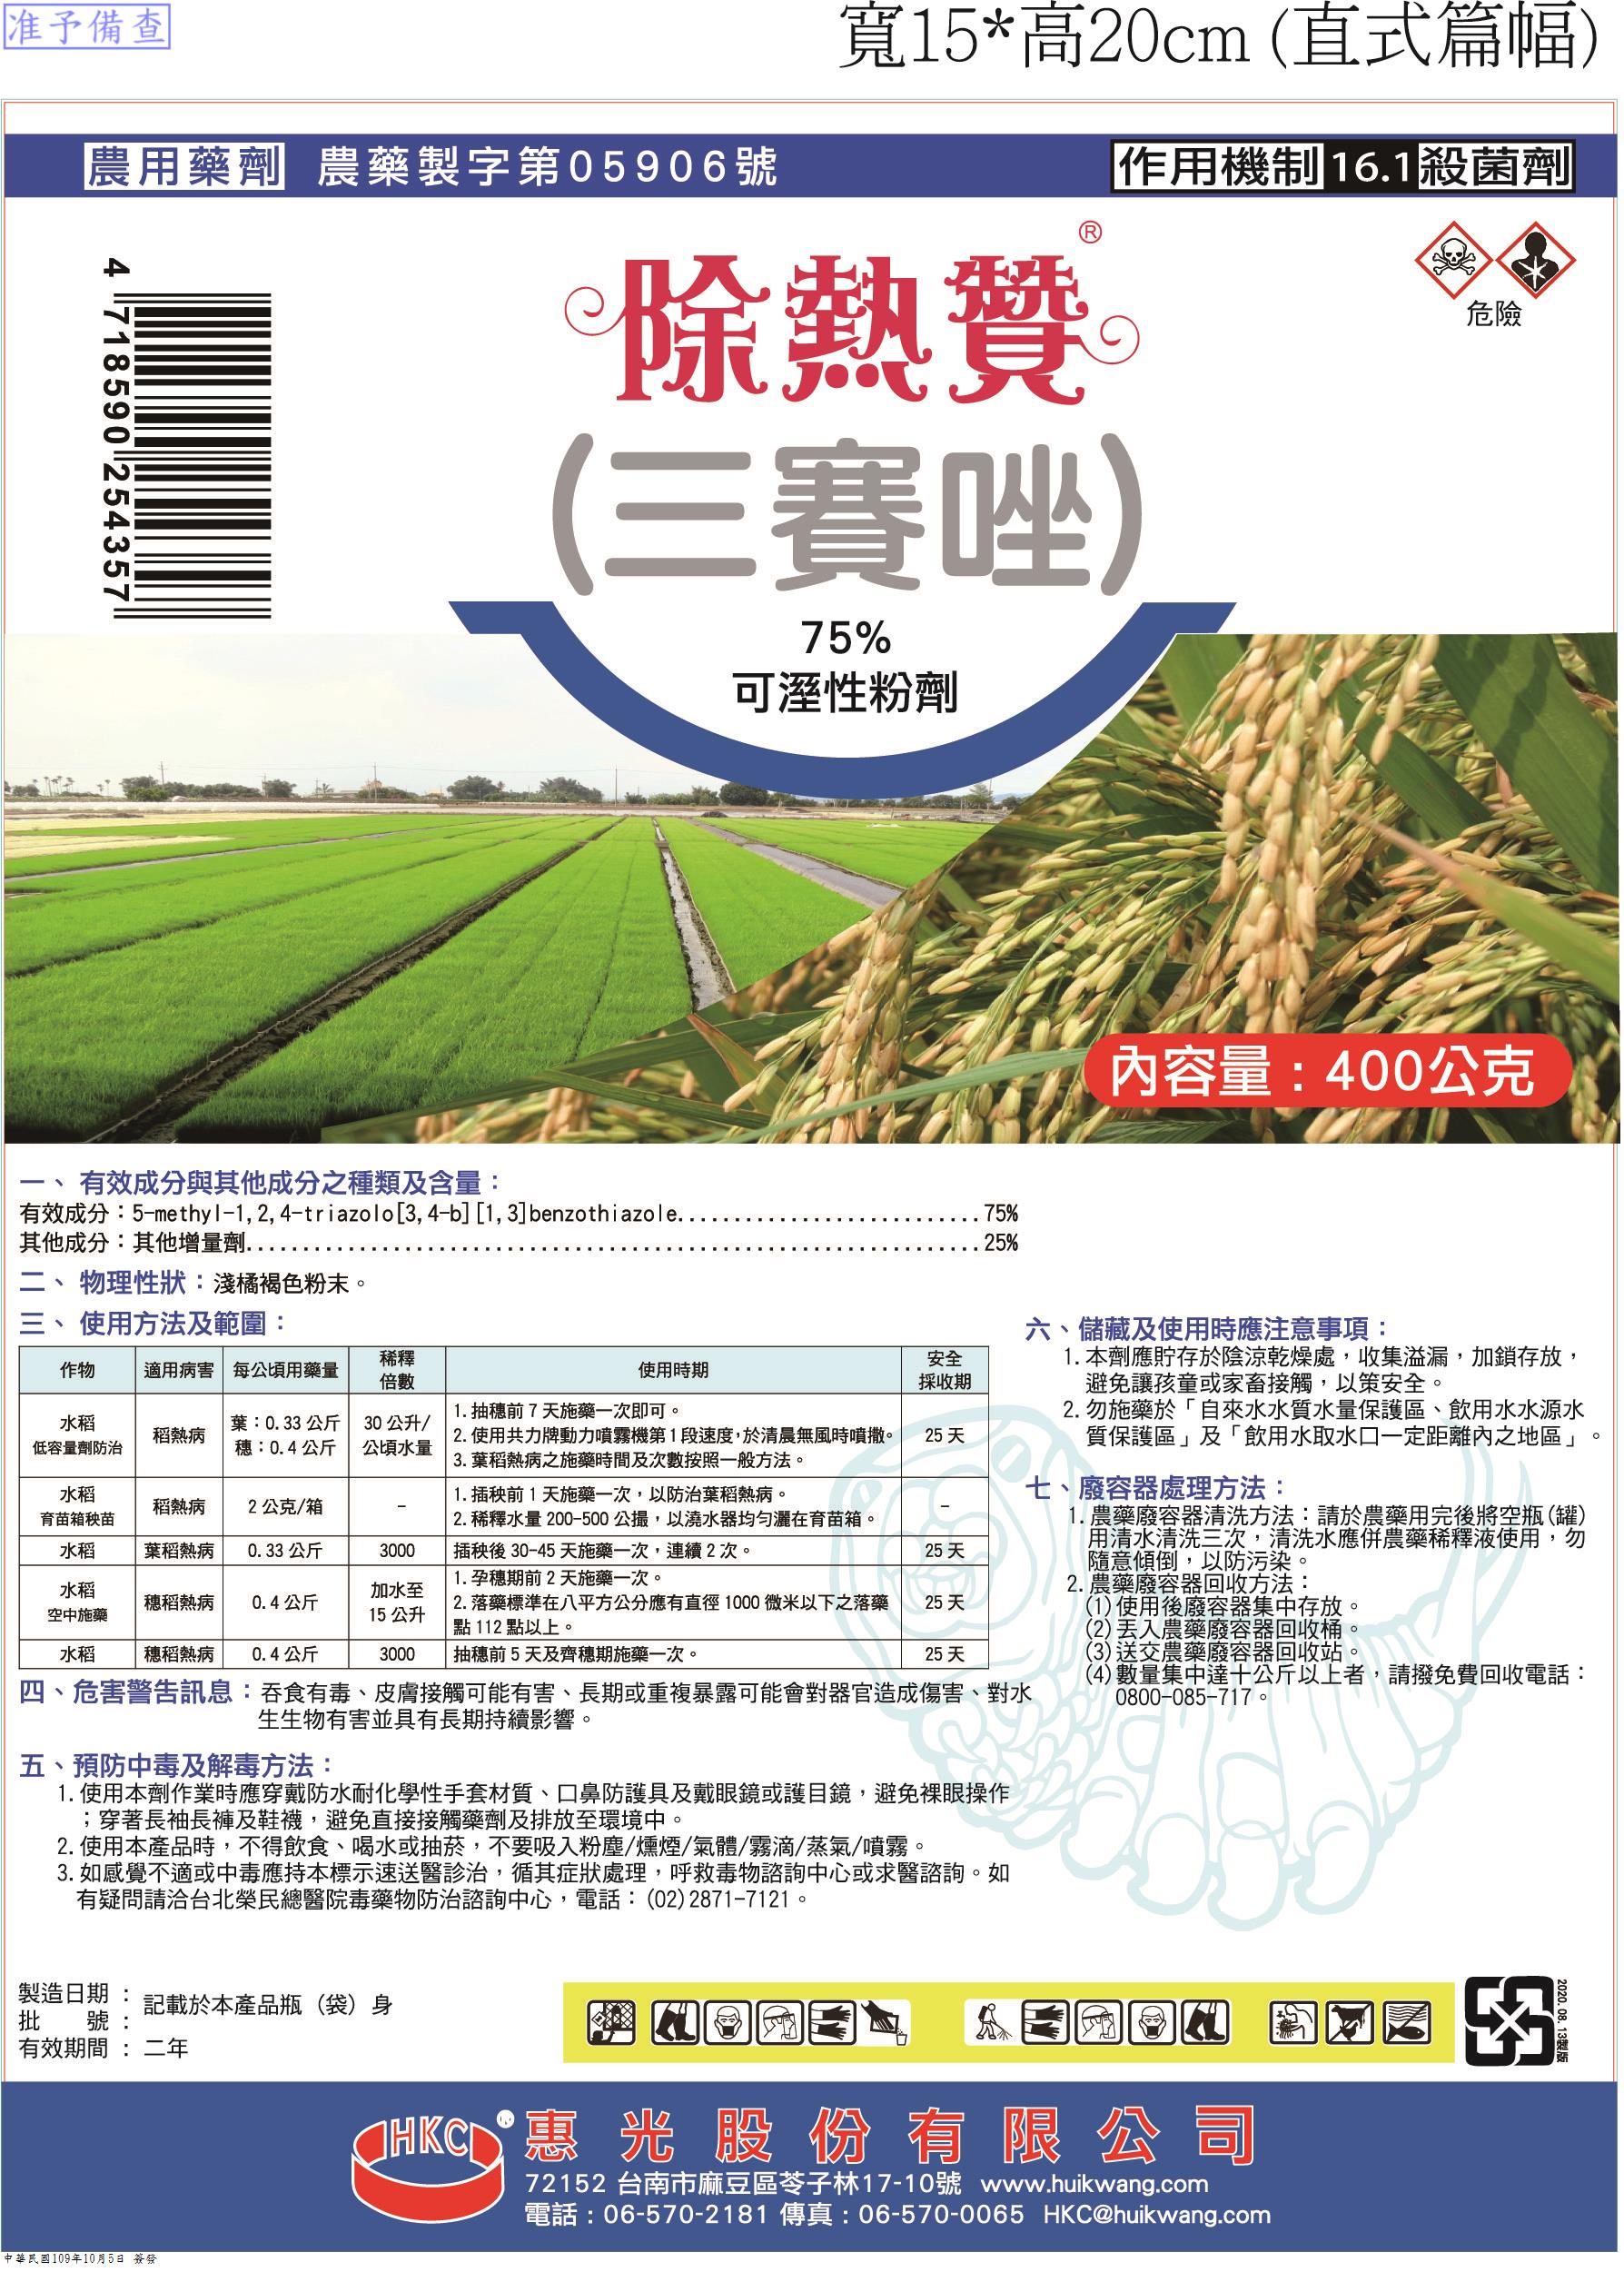 准予備查
寬15*高20cm (直式篇幅)
農用藥劑 農藥製字第05906號
作用機制 16.1 殺菌劑
除熱贊®
(三賽唑)
75%
可溼性粉劑
危險
4 718590 254357
內容量：400公克
一、 有效成分與其他成分之種類及含量：
有效成分：5-methyl-1,2,4-triazolo[3,4-b][1,3]benzothiazole...........................75%
其他成分：其他增量劑.................................................................25%
二、 物理性狀：淺橘褐色粉末。
三、 使用方法及範圍：
作物 適用病害 每公頃用藥量 稀釋倍數 使用時期 安全採收期
水稻 低容量劑防治 稻熱病 葉：0.33 公斤 穗：0.4 公斤 30 公升/公頃水量
1. 抽穗前 7 天施藥一次即可。
2. 使用共力牌動力噴霧機第 1 段速度，於清晨無風時噴撒。
3. 葉稻熱病之施藥時間及次數按照一般方法。
25 天
水稻 育苗箱秧苗 稻熱病 2 公克/箱 -
1. 插秧前 1 天施藥一次，以防治葉稻熱病。
2. 稀釋水量 200-500 公撮，以澆水器均勻灑在育苗箱。
-
水稻 葉稻熱病 0.33 公斤 3000 插秧後 30-45 天施藥一次，連續 2 次。 25 天
水稻 空中施藥 穗稻熱病 0.4 公斤 加水至 15 公升
1. 孕穗期前 2 天施藥一次。
2. 落藥標準在八平方公分應有直徑 1000 微米以下之落藥
點 112 點以上。
25 天
水稻 穗稻熱病 0.4 公斤 3000 抽穗前 5 天及齊穗期施藥一次。 25 天
四、危害警告訊息：吞食有毒、皮膚接觸可能有害、長期或重複暴露可能會對器官造成傷害、對水
生生物有害並具有長期持續影響。
五、預防中毒及解毒方法：
1. 使用本劑作業時應穿戴防水耐化學性手套材質、口鼻防護具及戴眼鏡或護目鏡，避免裸眼操作
；穿著長袖長褲及鞋襪，避免直接接觸藥劑及排放至環境中。
2. 使用本產品時，不得飲食、喝水或抽菸，不要吸入粉塵/燻煙/氣體/霧滴/蒸氣/噴霧。
3. 如感覺不適或中毒應持本標示速送醫診治，循其症狀處理，呼救毒物諮詢中心或求醫諮詢。如
有疑問請洽台北榮民總醫院毒藥物防治諮詢中心，電話：(02)2871-7121。
六、儲藏及使用時應注意事項：
1. 本劑應貯存於陰涼乾燥處，收集溢漏，加鎖存放，
避免讓孩童或家畜接觸，以策安全。
2. 勿施藥於「自來水水質水量保護區、飲用水水源水
質保護區」及「飲用水取水口一定距離內之地區」。
七、廢容器處理方法：
1. 農藥廢容器清洗方法：請於農藥用完後將空瓶(罐)
用清水清洗三次，清洗水應併農藥稀釋液使用，勿
隨意傾倒，以防污染。
2. 農藥廢容器回收方法：
(1)使用後廢容器集中存放。
(2)丟入農藥廢容器回收桶。
(3)送交農藥廢容器回收站。
(4)數量集中達十公斤以上者，請撥免費回收電話：
0800-085-717。
製造日期 ：
批 號 ：
記載於本產品瓶（袋）身
有效期間 ： 二年
2020.08.13製版
HKC®
惠光股份有限公司
72152 台南市麻豆區苓子林17-10號 www.huikwang.com
電話：06-570-2181 傳真：06-570-0065 HKC@huikwang.com
中華民國109年10月5日 簽發